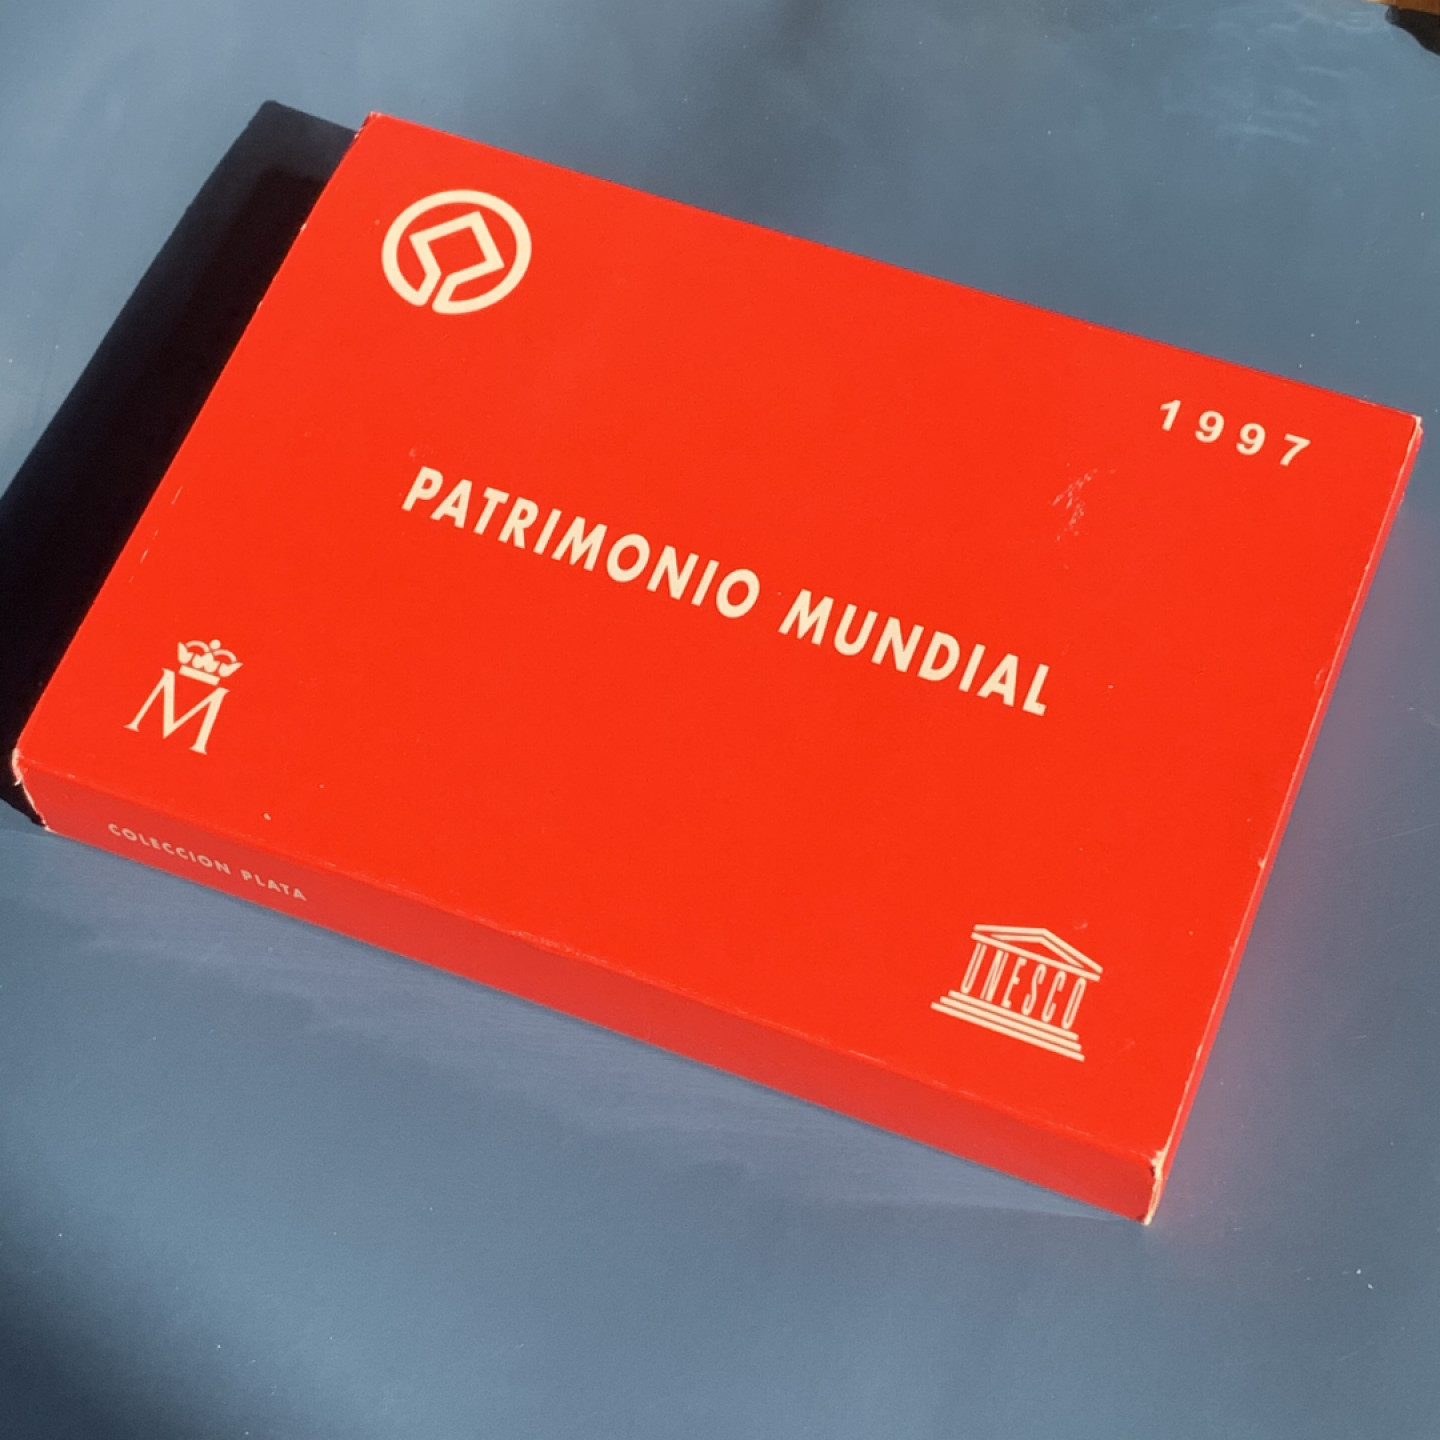 1997
PATRIMONIO MUNDIAL
M
COLECCION PLATA
UNESCO